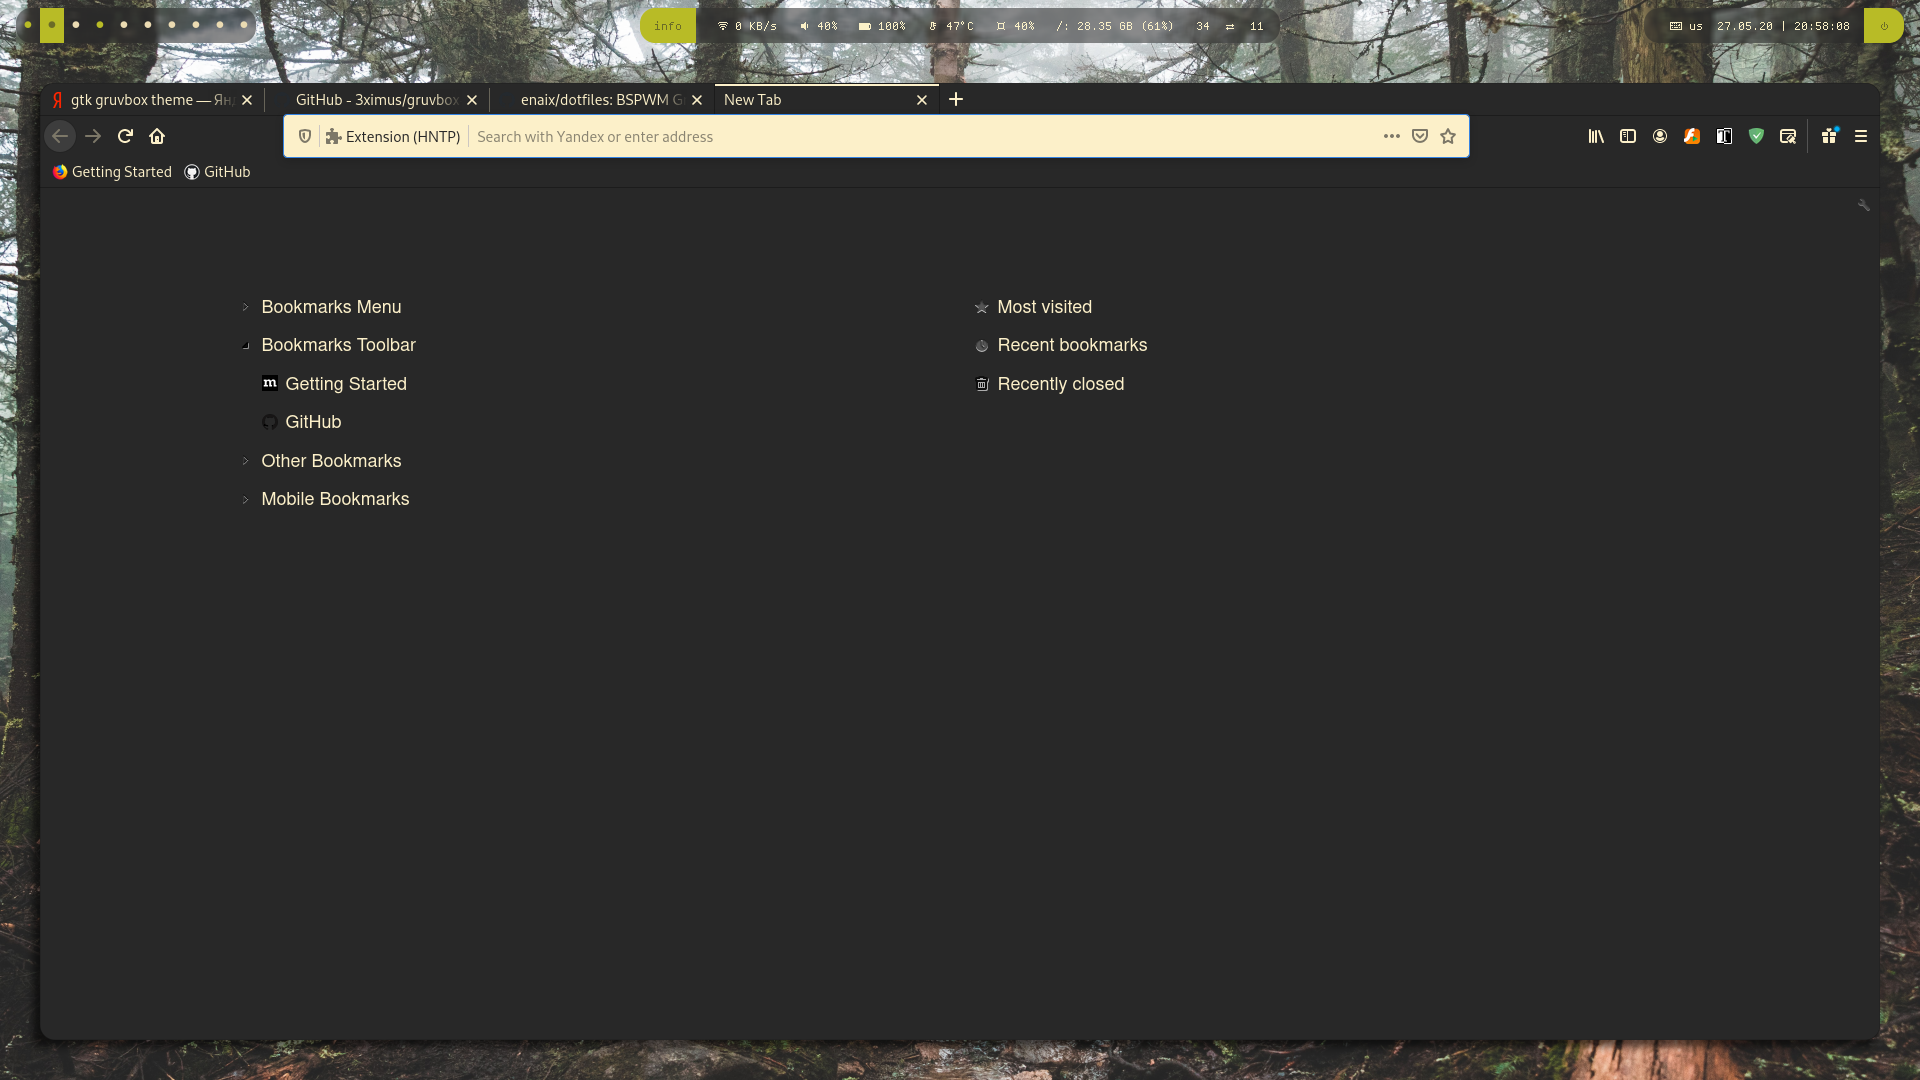 info 0 KB/s 40% 100% 47°C 40% /: 28.35 GB (61%) 34 ⇄ 11 us 27.05.20 | 20:58:08
gtk gruvbox theme — Янд GitHub - 3ximus/gruvbox enaix/dotfiles: BSPWM G New Tab
Extension (HNTP) Search with Yandex or enter address
Getting Started GitHub
Bookmarks Menu
Bookmarks Toolbar
Getting Started
GitHub
Other Bookmarks
Mobile Bookmarks
Most visited
Recent bookmarks
Recently closed